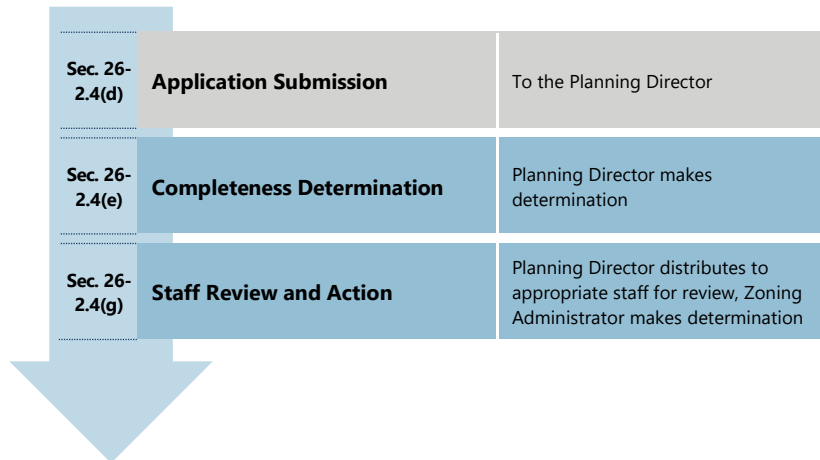 Sec. 26-
2.4(d)
Application Submission
To the Planning Director
Sec. 26-
2.4(e)
Completeness Determination
Planning Director makes
determination
Sec. 26-
2.4(g)
Staff Review and Action
Planning Director distributes to
appropriate staff for review, Zoning
Administrator makes determination